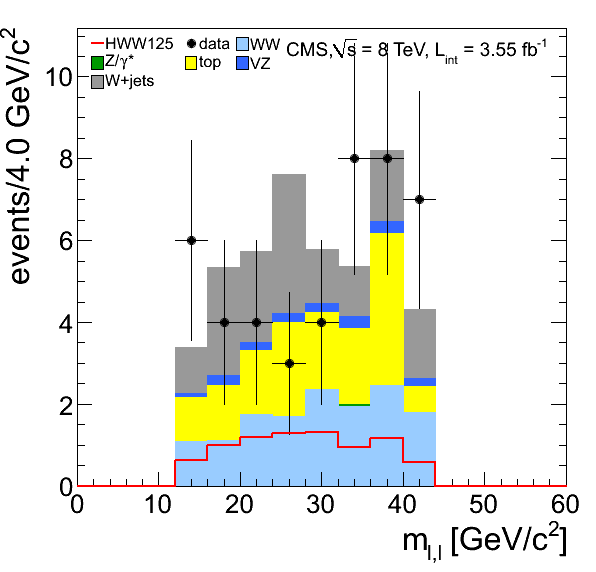 HWW125 data WW CMS,√s = 8 TeV, L_int = 3.55 fb⁻¹
Z/γ* top VZ
W+jets
events/4.0 GeV/c²
10
8
6
4
2
0
0 10 20 30 40 50 60
m_l,l [GeV/c²]